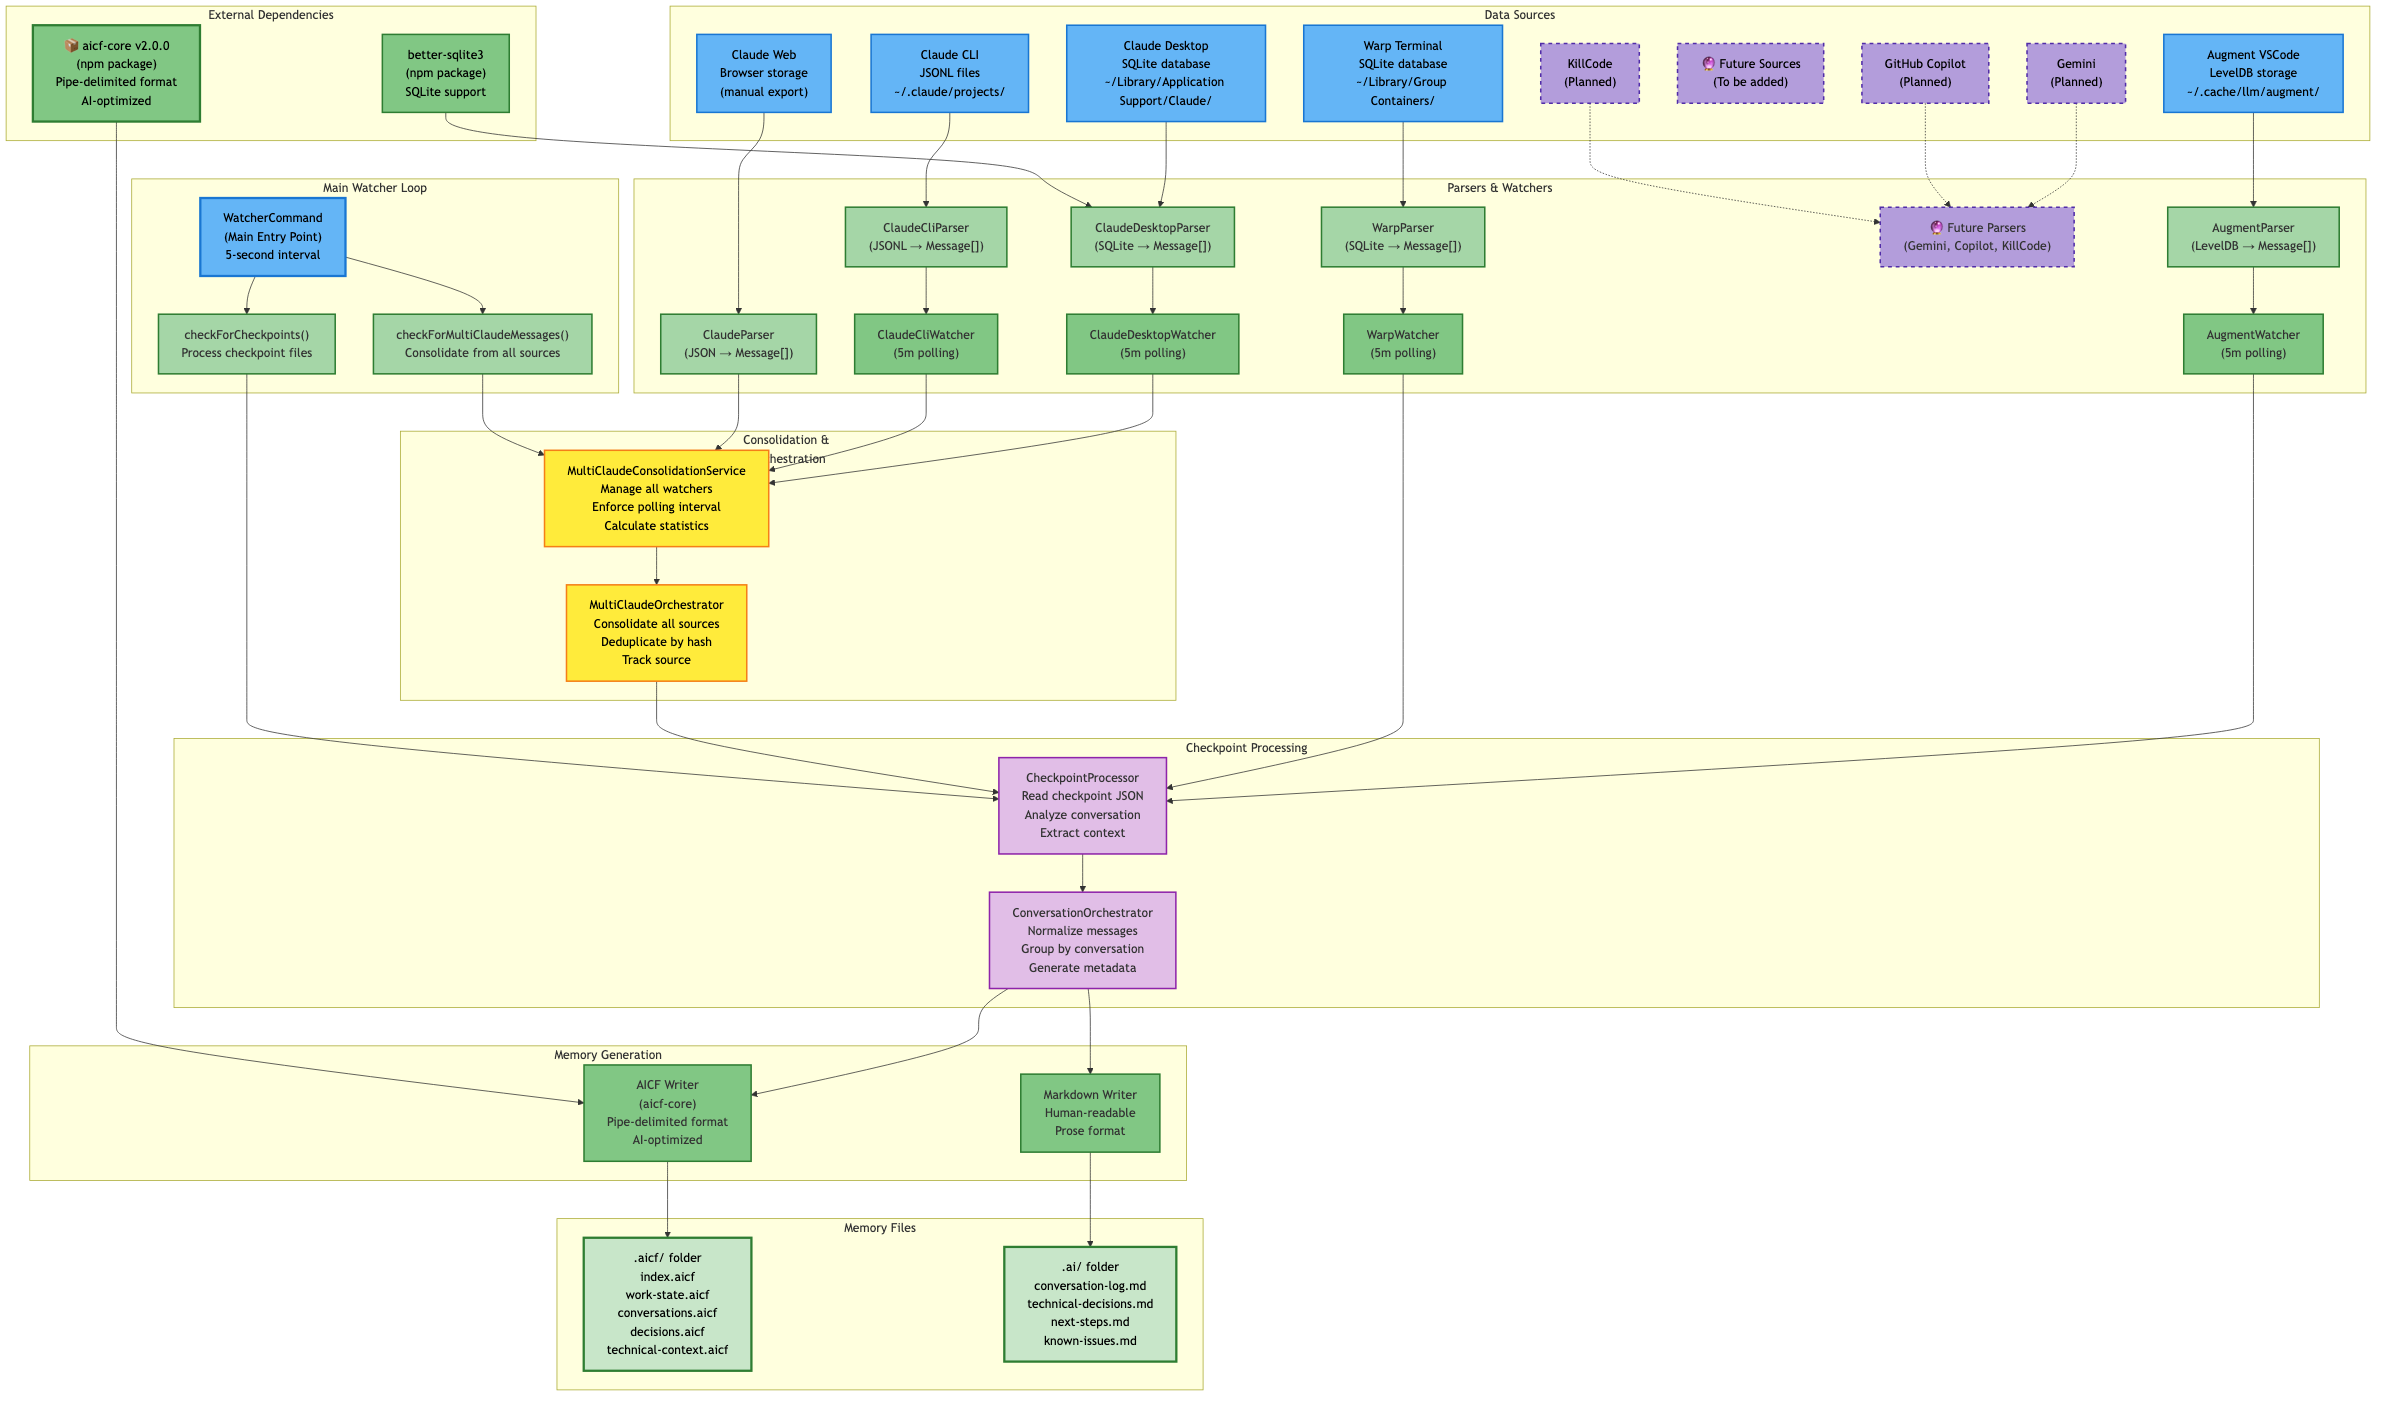 External Dependencies
📦 aicf-core v2.0.0
(npm package)
Pipe-delimited format
AI-optimized
better-sqlite3
(npm package)
SQLite support
Data Sources
Claude Web
Browser storage
(manual export)
Claude CLI
JSONL files
~/.claude/projects/
Claude Desktop
SQLite database
~/Library/Application
Support/Claude/
Warp Terminal
SQLite database
~/Library/Group
Containers/
KillCode
(Planned)
🔮 Future Sources
(To be added)
GitHub Copilot
(Planned)
Gemini
(Planned)
Augment VSCode
LevelDB storage
~/.cache/llm/augment/
Main Watcher Loop
WatcherCommand
(Main Entry Point)
5-second interval
checkForCheckpoints()
Process checkpoint files
checkForMultiClaudeMessages()
Consolidate from all sources
Parsers & Watchers
ClaudeCliParser
(JSONL → Message[])
ClaudeDesktopParser
(SQLite → Message[])
WarpParser
(SQLite → Message[])
🔮 Future Parsers
(Gemini, Copilot, KillCode)
AugmentParser
(LevelDB → Message[])
ClaudeParser
(JSON → Message[])
ClaudeCliWatcher
(5m polling)
ClaudeDesktopWatcher
(5m polling)
WarpWatcher
(5m polling)
AugmentWatcher
(5m polling)
Consolidation &
hestration
MultiClaudeConsolidationService
Manage all watchers
Enforce polling interval
Calculate statistics
MultiClaudeOrchestrator
Consolidate all sources
Deduplicate by hash
Track source
Checkpoint Processing
CheckpointProcessor
Read checkpoint JSON
Analyze conversation
Extract context
ConversationOrchestrator
Normalize messages
Group by conversation
Generate metadata
Memory Generation
AICF Writer
(aicf-core)
Pipe-delimited format
AI-optimized
Markdown Writer
Human-readable
Prose format
Memory Files
.aicf/ folder
index.aicf
work-state.aicf
conversations.aicf
decisions.aicf
technical-context.aicf
.ai/ folder
conversation-log.md
technical-decisions.md
next-steps.md
known-issues.md